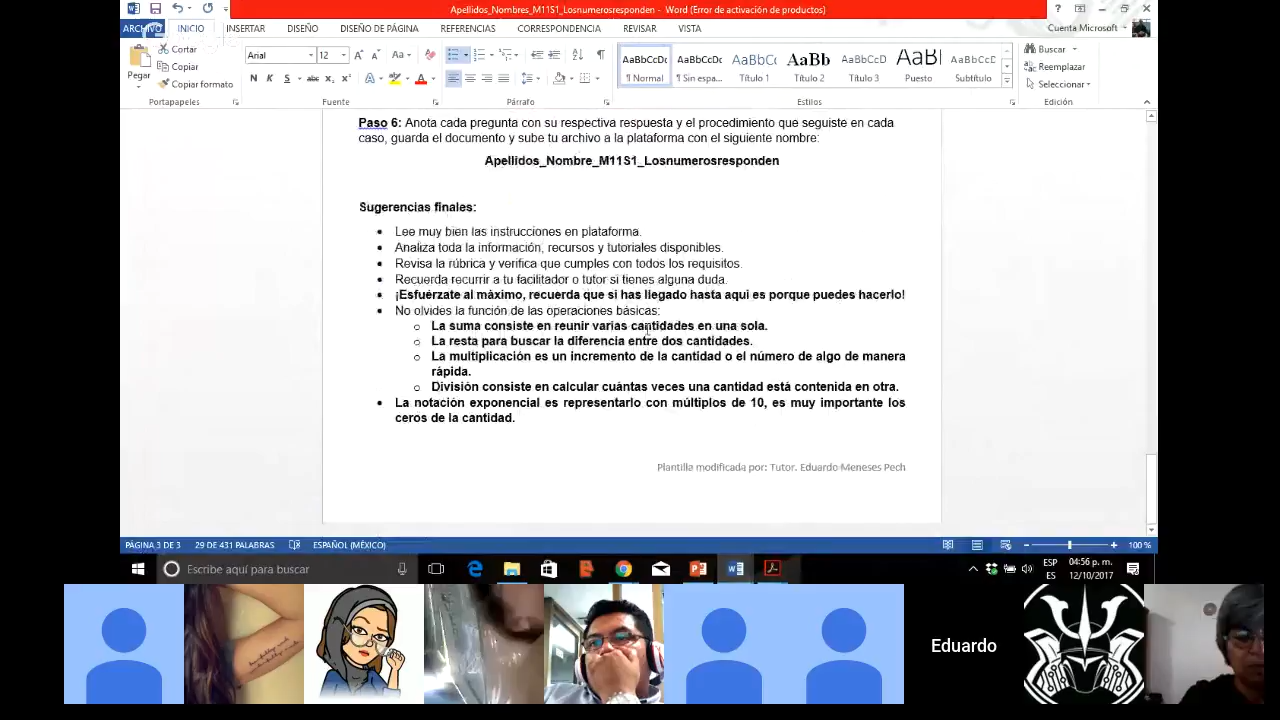 Apellidos_Nombres_M11S1_Losnumerosresponden - Word (Error de activación de productos)
ARCHIVO INICIO INSERTAR DISEÑO DISEÑO DE PÁGINA REFERENCIAS CORRESPONDENCIA REVISAR VISTA Cuenta Microsoft
Pegar
Cortar
Copiar
Copiar formato
Portapapeles
Arial 12
N K S
Fuente
Párrafo
AaBbCcDc AaBbCcDc AaBbC AaBb AaBbCcD AaB AaBbCcD
¶ Normal ¶ Sin espa... Título 1 Título 2 Título 3 Puesto Subtítulo
Estilos
Buscar
Reemplazar
Seleccionar
Edición
Paso 6: Anota cada pregunta con su respectiva respuesta y el procedimiento que seguiste en cada
caso, guarda el documento y sube tu archivo a la plataforma con el siguiente nombre:
Apellidos_Nombre_M11S1_Losnumerosresponden
Sugerencias finales:
• Lee muy bien las instrucciones en plataforma.
• Analiza toda la información, recursos y tutoriales disponibles.
• Revisa la rúbrica y verifica que cumples con todos los requisitos.
• Recuerda recurrir a tu facilitador o tutor si tienes alguna duda.
• ¡Esfuérzate al máximo, recuerda que si has llegado hasta aquí es porque puedes hacerlo!
• No olvides la función de las operaciones básicas:
o La suma consiste en reunir varias cantidades en una sola.
o La resta para buscar la diferencia entre dos cantidades.
o La multiplicación es un incremento de la cantidad o el número de algo de manera
rápida.
o División consiste en calcular cuántas veces una cantidad está contenida en otra.
• La notación exponencial es representarlo con múltiplos de 10, es muy importante los
ceros de la cantidad.
Plantilla modificada por: Tutor. Eduardo Meneses Pech
PÁGINA 3 DE 3 29 DE 431 PALABRAS ESPAÑOL (MÉXICO) 100 %
Escribe aquí para buscar
ESP 04:56 p. m.
ES 12/10/2017
Eduardo